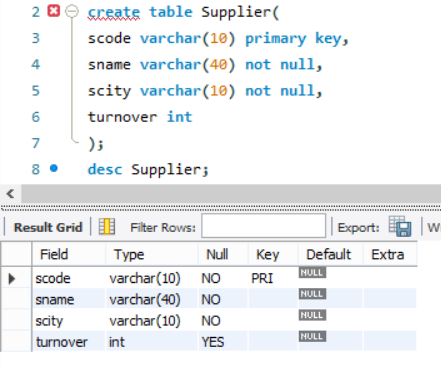 2 create table Supplier(
3 scode varchar(10) primary key,
4 sname varchar(40) not null,
5 scity varchar(10) not null,
6 turnover int
7 );
8 desc Supplier;
Result Grid Filter Rows: Export:
Field Type Null Key Default Extra
scode varchar(10) NO PRI NULL
sname varchar(40) NO NULL
scity varchar(10) NO NULL
turnover int YES NULL